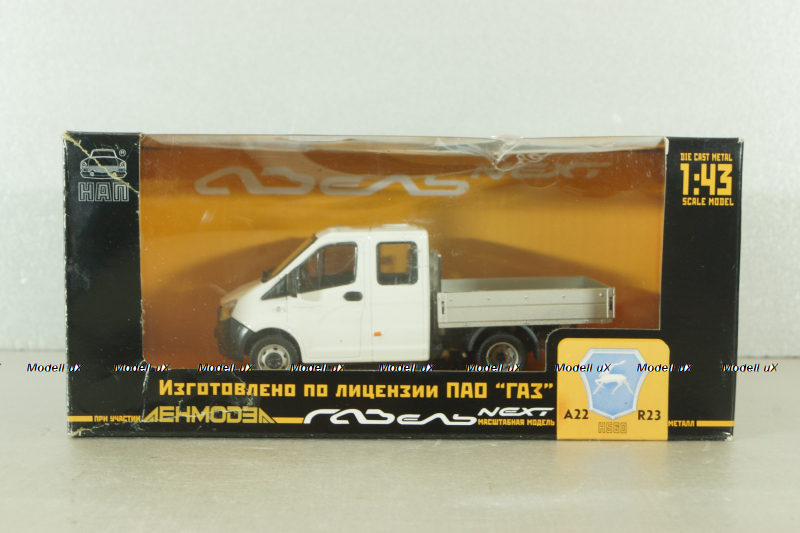 НАП
®
ГАЗЕЛЬ NEXT
DIE CAST METAL
1:43
SCALE MODEL
Modell uX Modell uX Modell uX Modell uX Modell uX Modell uX Modell uX Modell uX Modell uX
Изготовлено по лицензии ПАО "ГАЗ"
при участии ЛЕНМОДЭЛ ГАЗЕЛЬ NEXT
масштабная модель
A22 R23
H560
металл